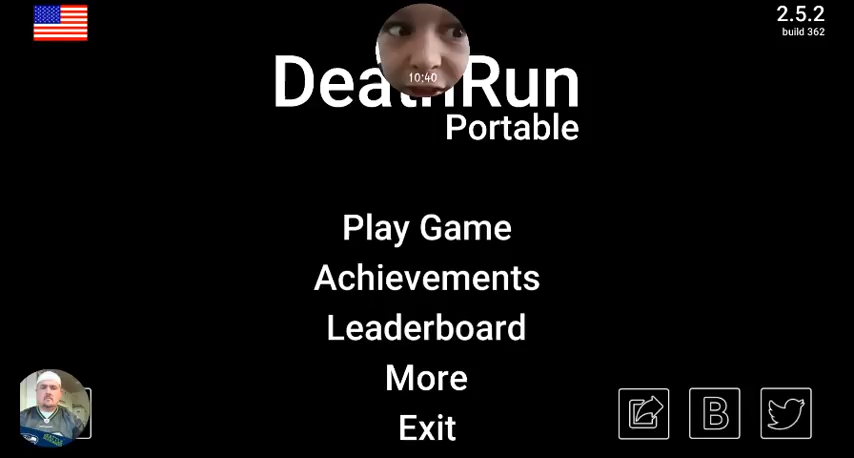 2.5.2
build 362
10:40
DeathRun
Portable
Play Game
Achievements
Leaderboard
More
Exit
B